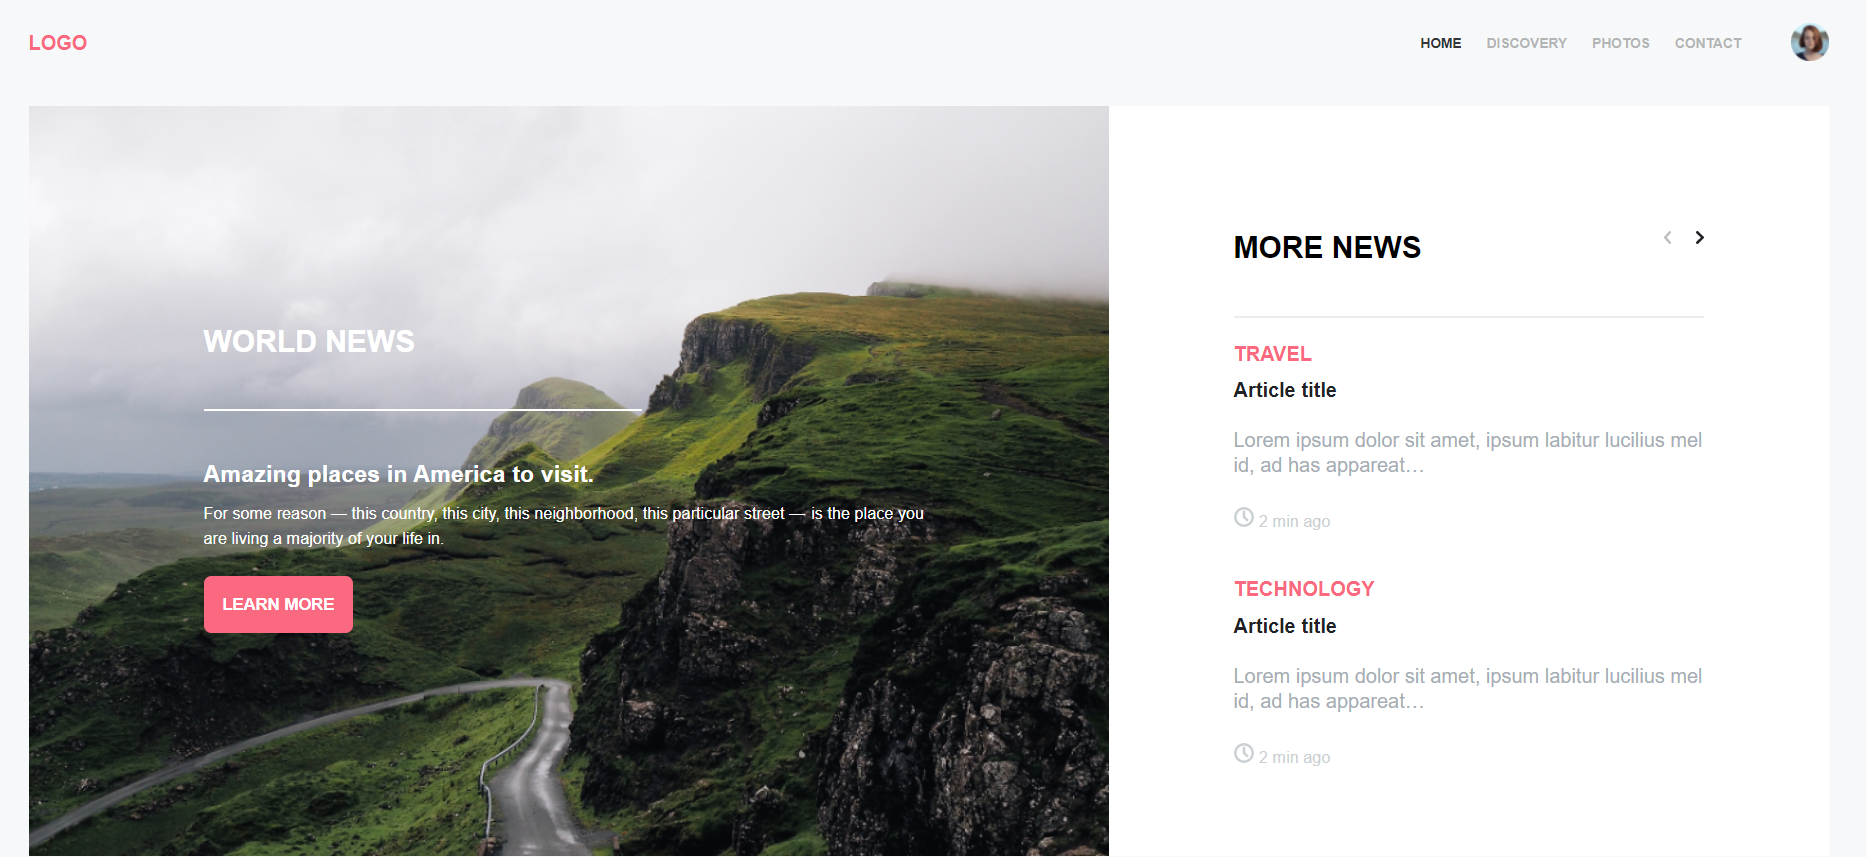 LOGO
HOME DISCOVERY PHOTOS CONTACT
WORLD NEWS
Amazing places in America to visit.
For some reason — this country, this city, this neighborhood, this particular street — is the place you
are living a majority of your life in.
LEARN MORE
MORE NEWS
TRAVEL
Article title
Lorem ipsum dolor sit amet, ipsum labitur lucilius mel
id, ad has appareat…
2 min ago
TECHNOLOGY
Article title
Lorem ipsum dolor sit amet, ipsum labitur lucilius mel
id, ad has appareat…
2 min ago